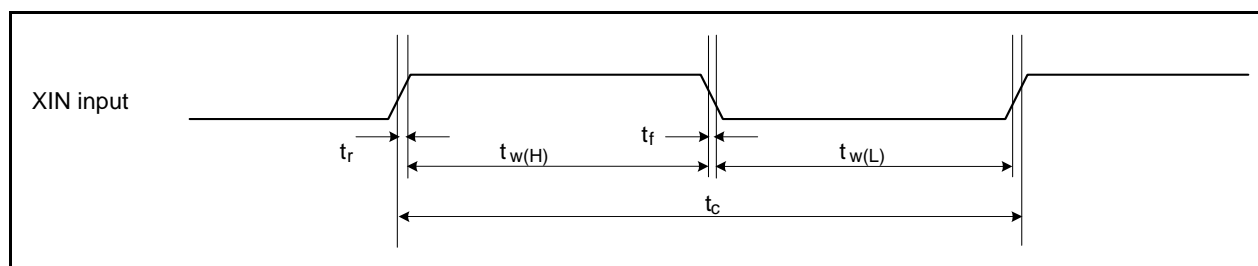 XIN input
tr
tw(H)
tf
tw(L)
tc